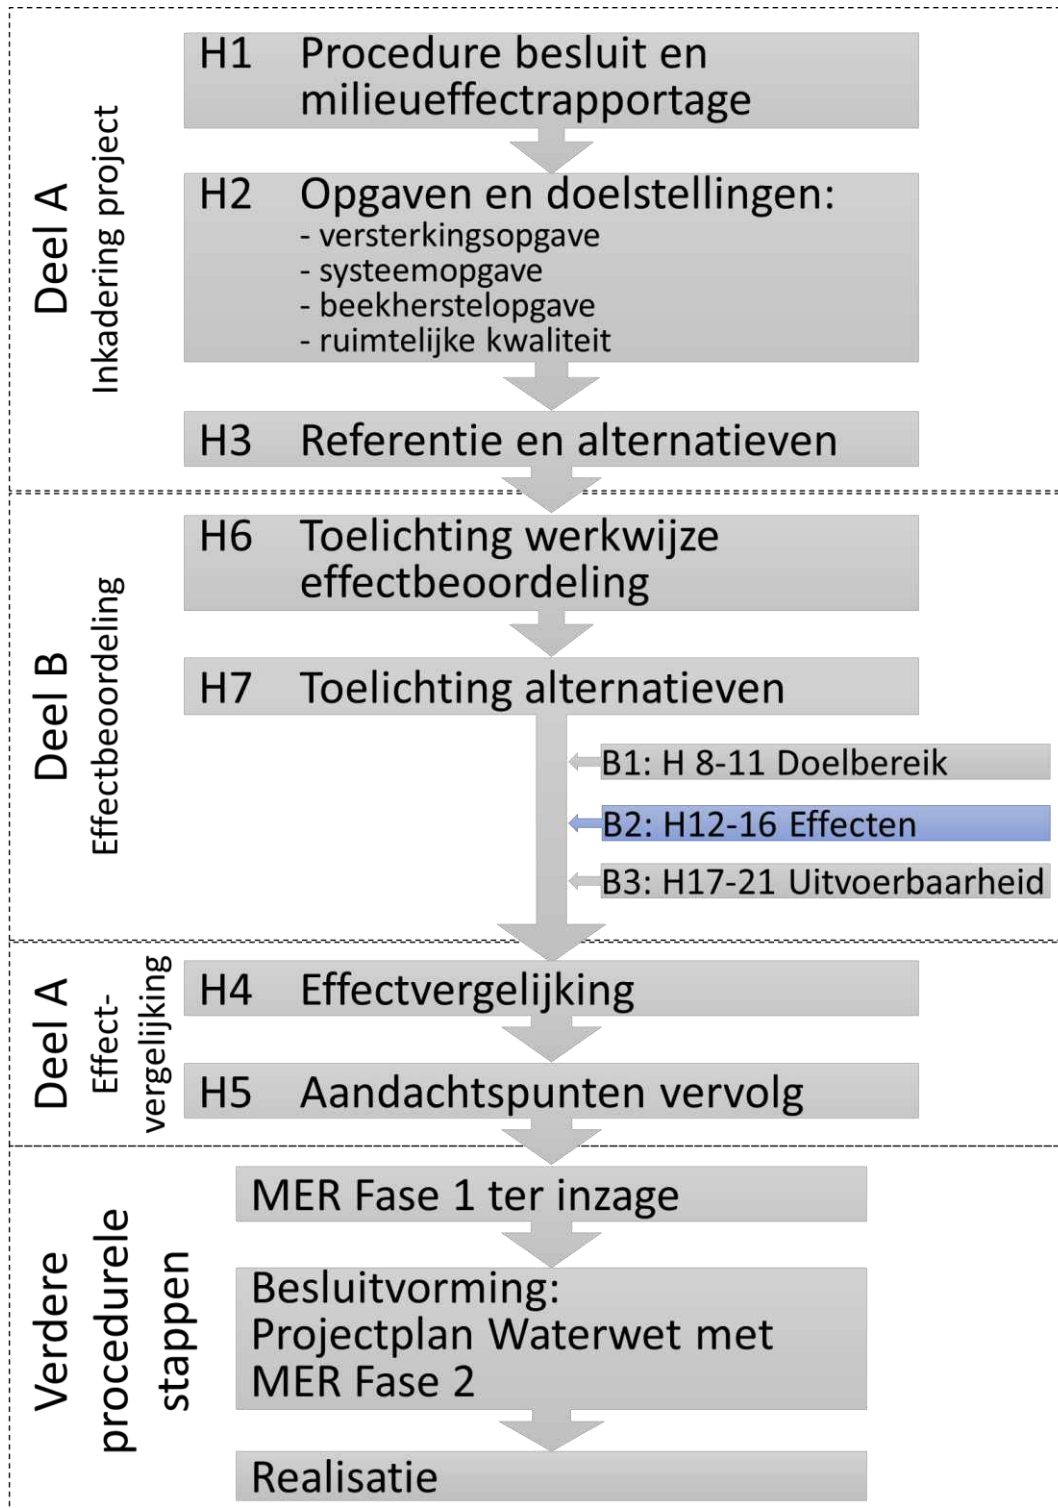 Deel A
Inkadering project
H1 Procedure besluit en
milieueffectrapportage
H2 Opgaven en doelstellingen:
- versterkingsopgave
- systeemopgave
- beekherstelopgave
- ruimtelijke kwaliteit
H3 Referentie en alternatieven
Deel B
Effectbeoordeling
H6 Toelichting werkwijze
effectbeoordeling
H7 Toelichting alternatieven
B1: H 8-11 Doelbereik
B2: H12-16 Effecten
B3: H17-21 Uitvoerbaarheid
Deel A
Effect-
vergelijking
H4 Effectvergelijking
H5 Aandachtspunten vervolg
Verdere
procedurele
stappen
MER Fase 1 ter inzage
Besluitvorming:
Projectplan Waterwet met
MER Fase 2
Realisatie